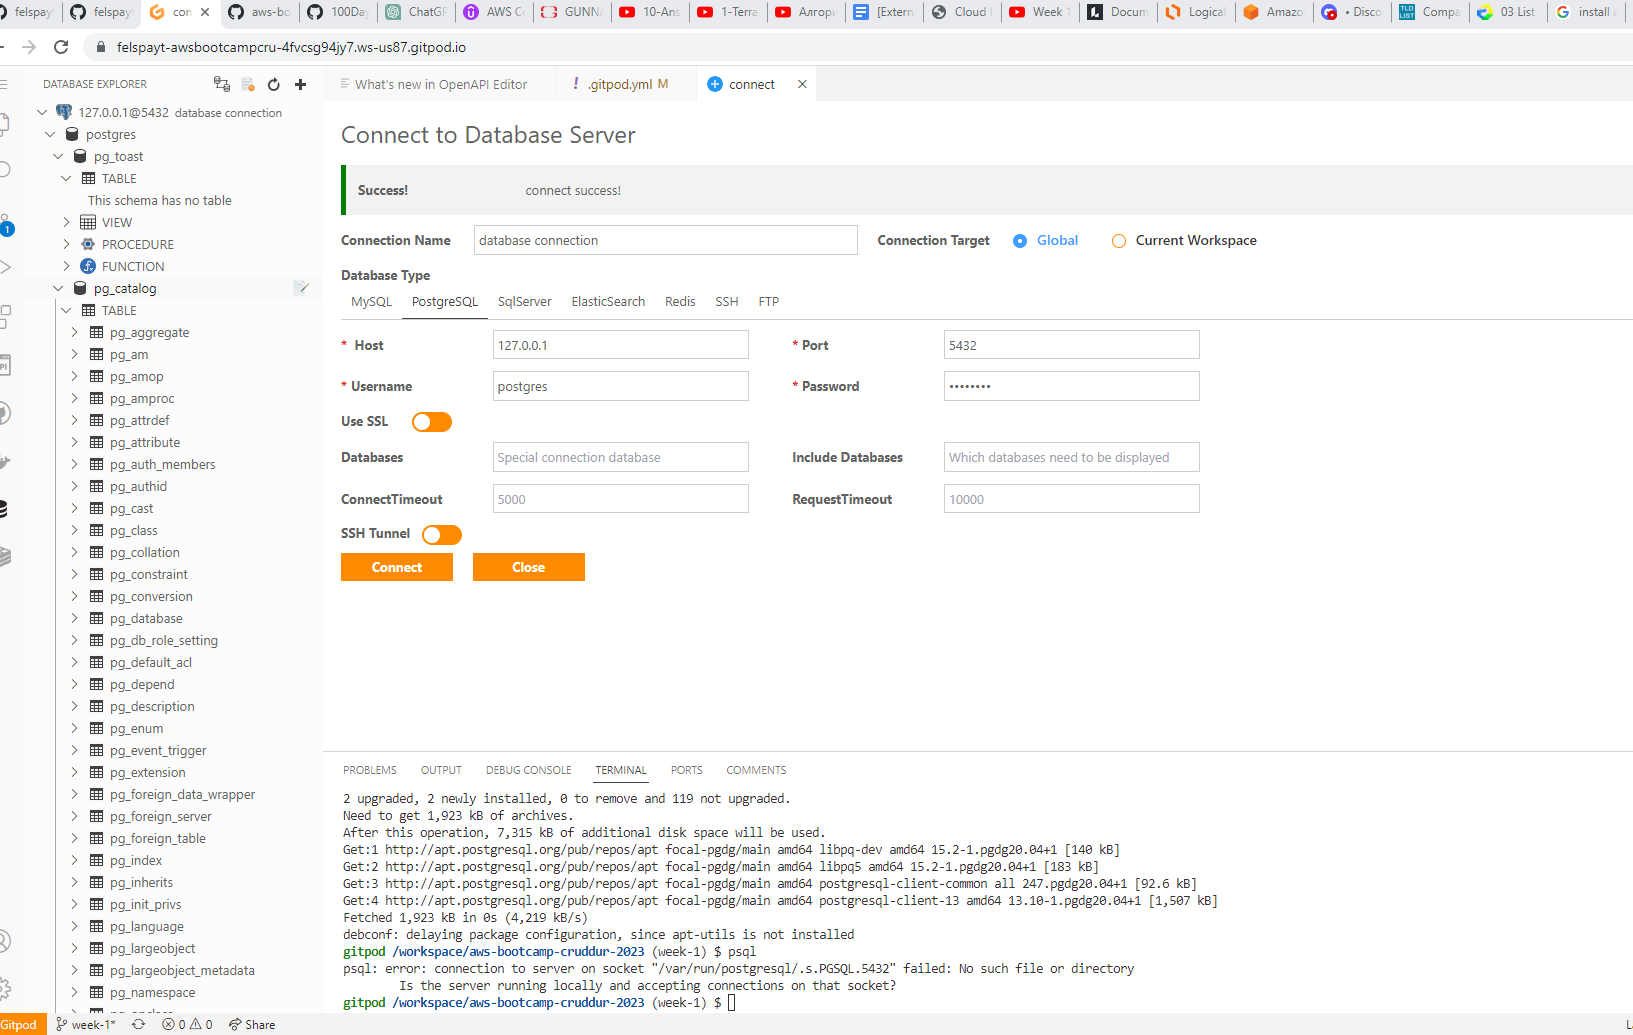 felspay
felspay
con
aws-bo
100Day
ChatGP
AWS C
GUNN
10-Ans
1-Terra
Алгори
[Extern
Cloud
Week 1
Docum
Logical
Amazo
• Disco
Compa
03 List
install
felspayt-awsbootcampcru-4fvcsg94jy7.ws-us87.gitpod.io
DATABASE EXPLORER
What's new in OpenAPI Editor
! .gitpod.yml M
connect
127.0.0.1@5432 database connection
postgres
pg_toast
TABLE
This schema has no table
VIEW
PROCEDURE
FUNCTION
pg_catalog
TABLE
pg_aggregate
pg_am
pg_amop
pg_amproc
pg_attrdef
pg_attribute
pg_auth_members
pg_authid
pg_cast
pg_class
pg_collation
pg_constraint
pg_conversion
pg_database
pg_db_role_setting
pg_default_acl
pg_depend
pg_description
pg_enum
pg_event_trigger
pg_extension
pg_foreign_data_wrapper
pg_foreign_server
pg_foreign_table
pg_index
pg_inherits
pg_init_privs
pg_language
pg_largeobject
pg_largeobject_metadata
pg_namespace
1
Connect to Database Server
Success! connect success!
Connection Name database connection Connection Target Global Current Workspace
Database Type
MySQL PostgreSQL SqlServer ElasticSearch Redis SSH FTP
* Host 127.0.0.1 * Port 5432
* Username postgres * Password ••••••••
Use SSL
Databases Special connection database Include Databases Which databases need to be displayed
ConnectTimeout 5000 RequestTimeout 10000
SSH Tunnel
Connect Close
PROBLEMS OUTPUT DEBUG CONSOLE TERMINAL PORTS COMMENTS
2 upgraded, 2 newly installed, 0 to remove and 119 not upgraded.
Need to get 1,923 kB of archives.
After this operation, 7,315 kB of additional disk space will be used.
Get:1 http://apt.postgresql.org/pub/repos/apt focal-pgdg/main amd64 libpq-dev amd64 15.2-1.pgdg20.04+1 [140 kB]
Get:2 http://apt.postgresql.org/pub/repos/apt focal-pgdg/main amd64 libpq5 amd64 15.2-1.pgdg20.04+1 [183 kB]
Get:3 http://apt.postgresql.org/pub/repos/apt focal-pgdg/main amd64 postgresql-client-common all 247.pgdg20.04+1 [92.6 kB]
Get:4 http://apt.postgresql.org/pub/repos/apt focal-pgdg/main amd64 postgresql-client-13 amd64 13.10-1.pgdg20.04+1 [1,507 kB]
Fetched 1,923 kB in 0s (4,219 kB/s)
debconf: delaying package configuration, since apt-utils is not installed
gitpod /workspace/aws-bootcamp-cruddur-2023 (week-1) $ psql
psql: error: connection to server on socket "/var/run/postgresql/.s.PGSQL.5432" failed: No such file or directory
Is the server running locally and accepting connections on that socket?
gitpod /workspace/aws-bootcamp-cruddur-2023 (week-1) $
Gitpod week-1* 0 0 Share